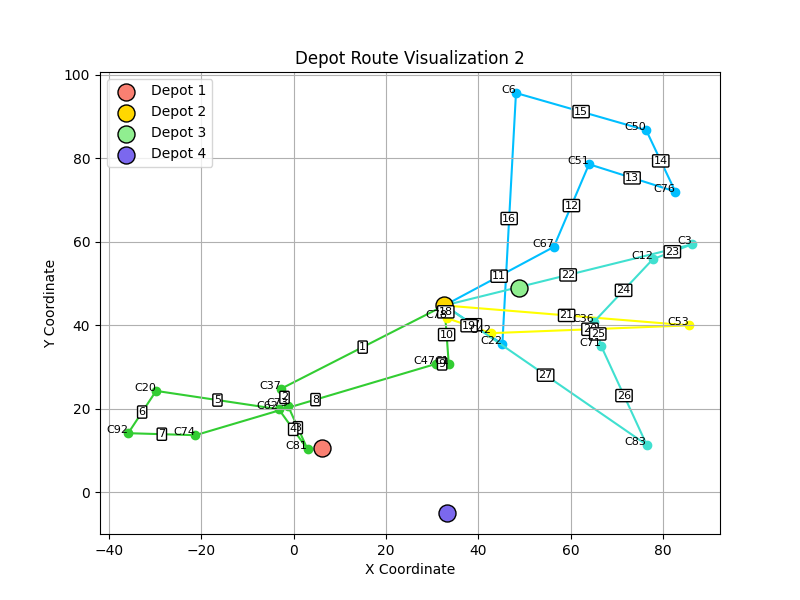 Depot Route Visualization 2
Depot 1
Depot 2
Depot 3
Depot 4
Y Coordinate
100
80
60
40
20
0
−40
−20
0
20
40
60
80
X Coordinate
C6
15
C50
14
C51
13
C76
12
16
C67
C3
23
C12
11
22
24
18
21
C36
C53
19
C42
C22
10
25
C71
1
C47
9
27
C37
C20
2
5
8
26
C62
6
C92
7
C74
C81
C83